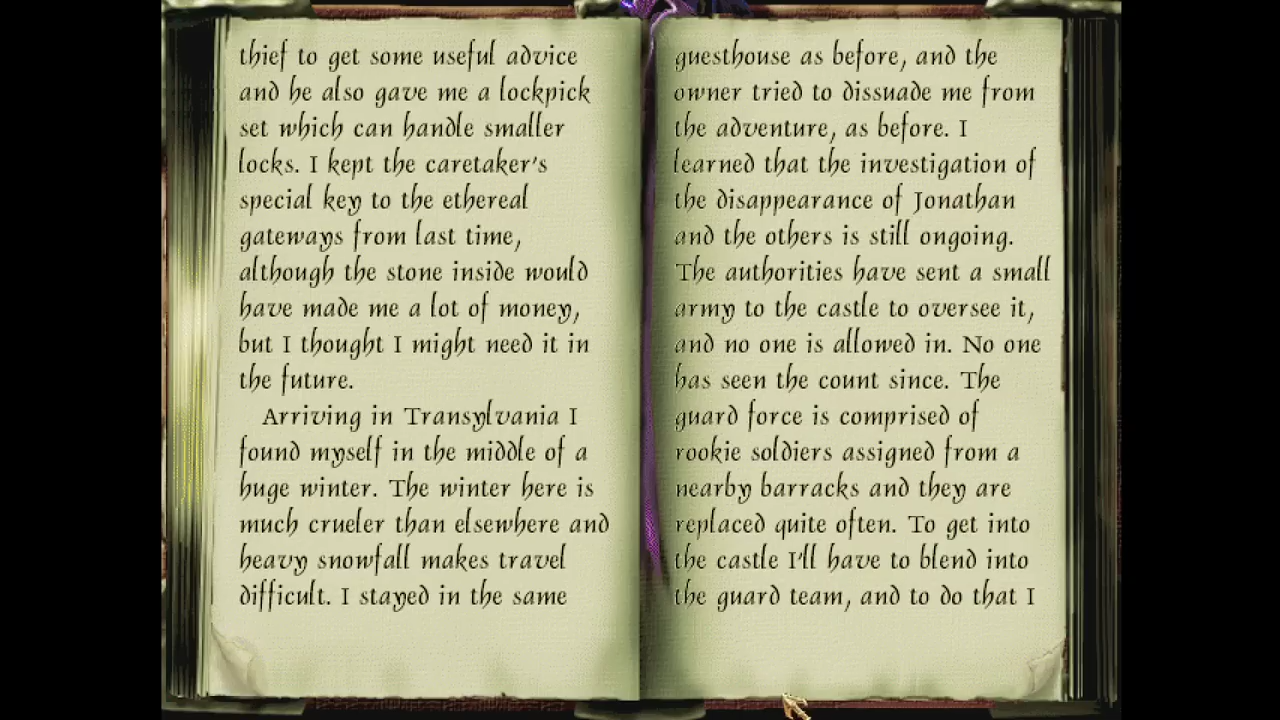 thief to get some useful advice
and he also gave me a lockpick
set which can handle smaller
locks. I kept the caretaker's
special key to the ethereal
gateways from last time,
although the stone inside would
have made me a lot of money,
but I thought I might need it in
the future.
Arriving in Transylvania I
found myself in the middle of a
huge winter. The winter here is
much crueler than elsewhere and
heavy snowfall makes travel
difficult. I stayed in the same
guesthouse as before, and the
owner tried to dissuade me from
the adventure, as before. I
learned that the investigation of
the disappearance of Jonathan
and the others is still ongoing.
The authorities have sent a small
army to the castle to oversee it,
and no one is allowed in. No one
has seen the count since. The
guard force is comprised of
rookie soldiers assigned from a
nearby barracks and they are
replaced quite often. To get into
the castle I'll have to blend into
the guard team, and to do that I